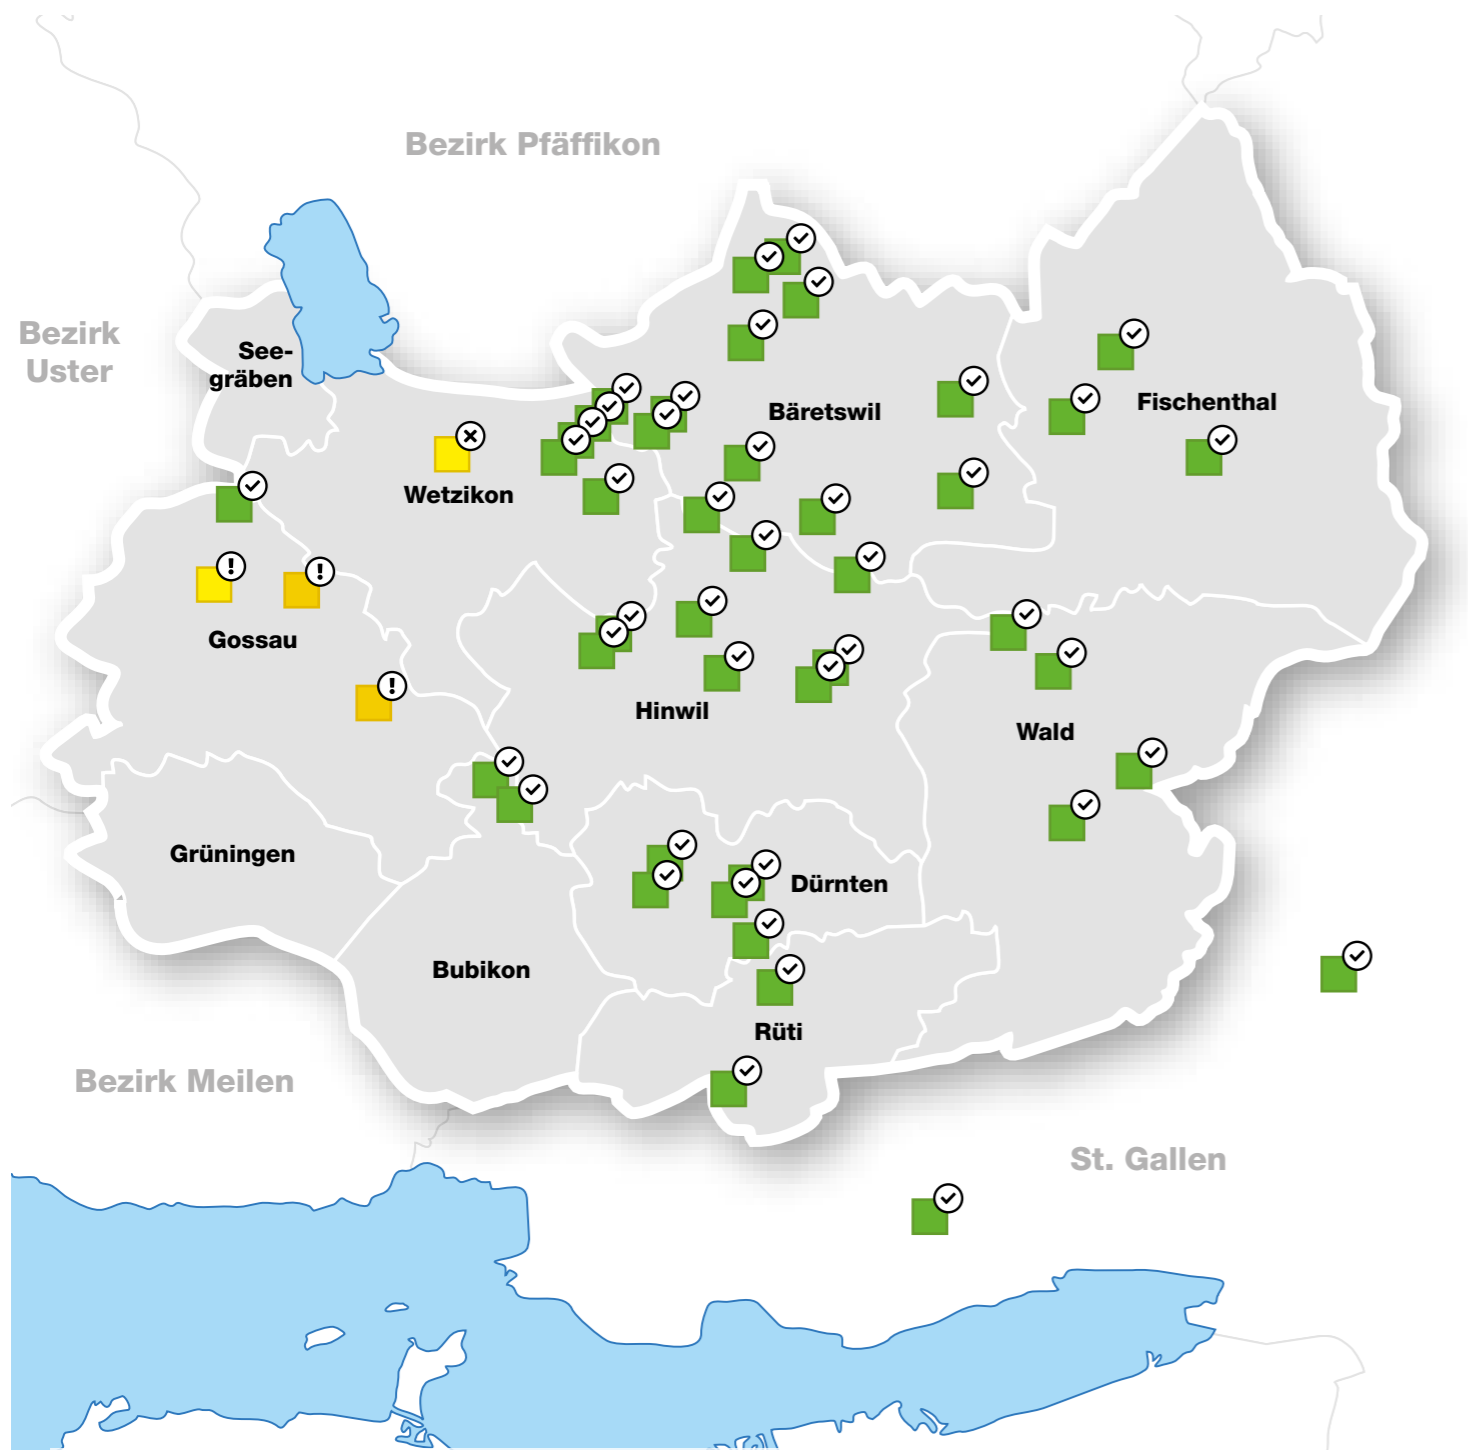 Bezirk Pfäffikon
Bezirk
Uster
See-
gräben
Bäretswil
Fischenthal
Wetzikon
Gossau
Hinwil
Wald
Grüningen
Dürnten
Bubikon
Rüti
Bezirk Meilen
St. Gallen